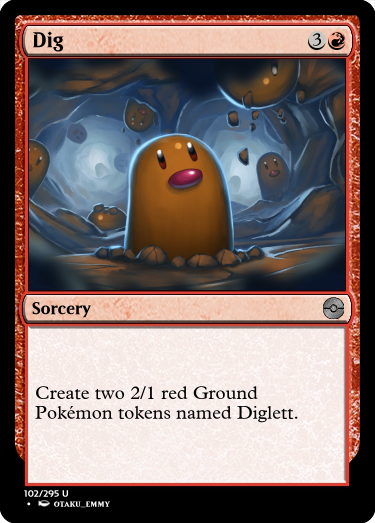 Dig 3
Sorcery
Create two 2/1 red Ground
Pokémon tokens named Diglett.
102/295 U
• OTAKU_EMMY